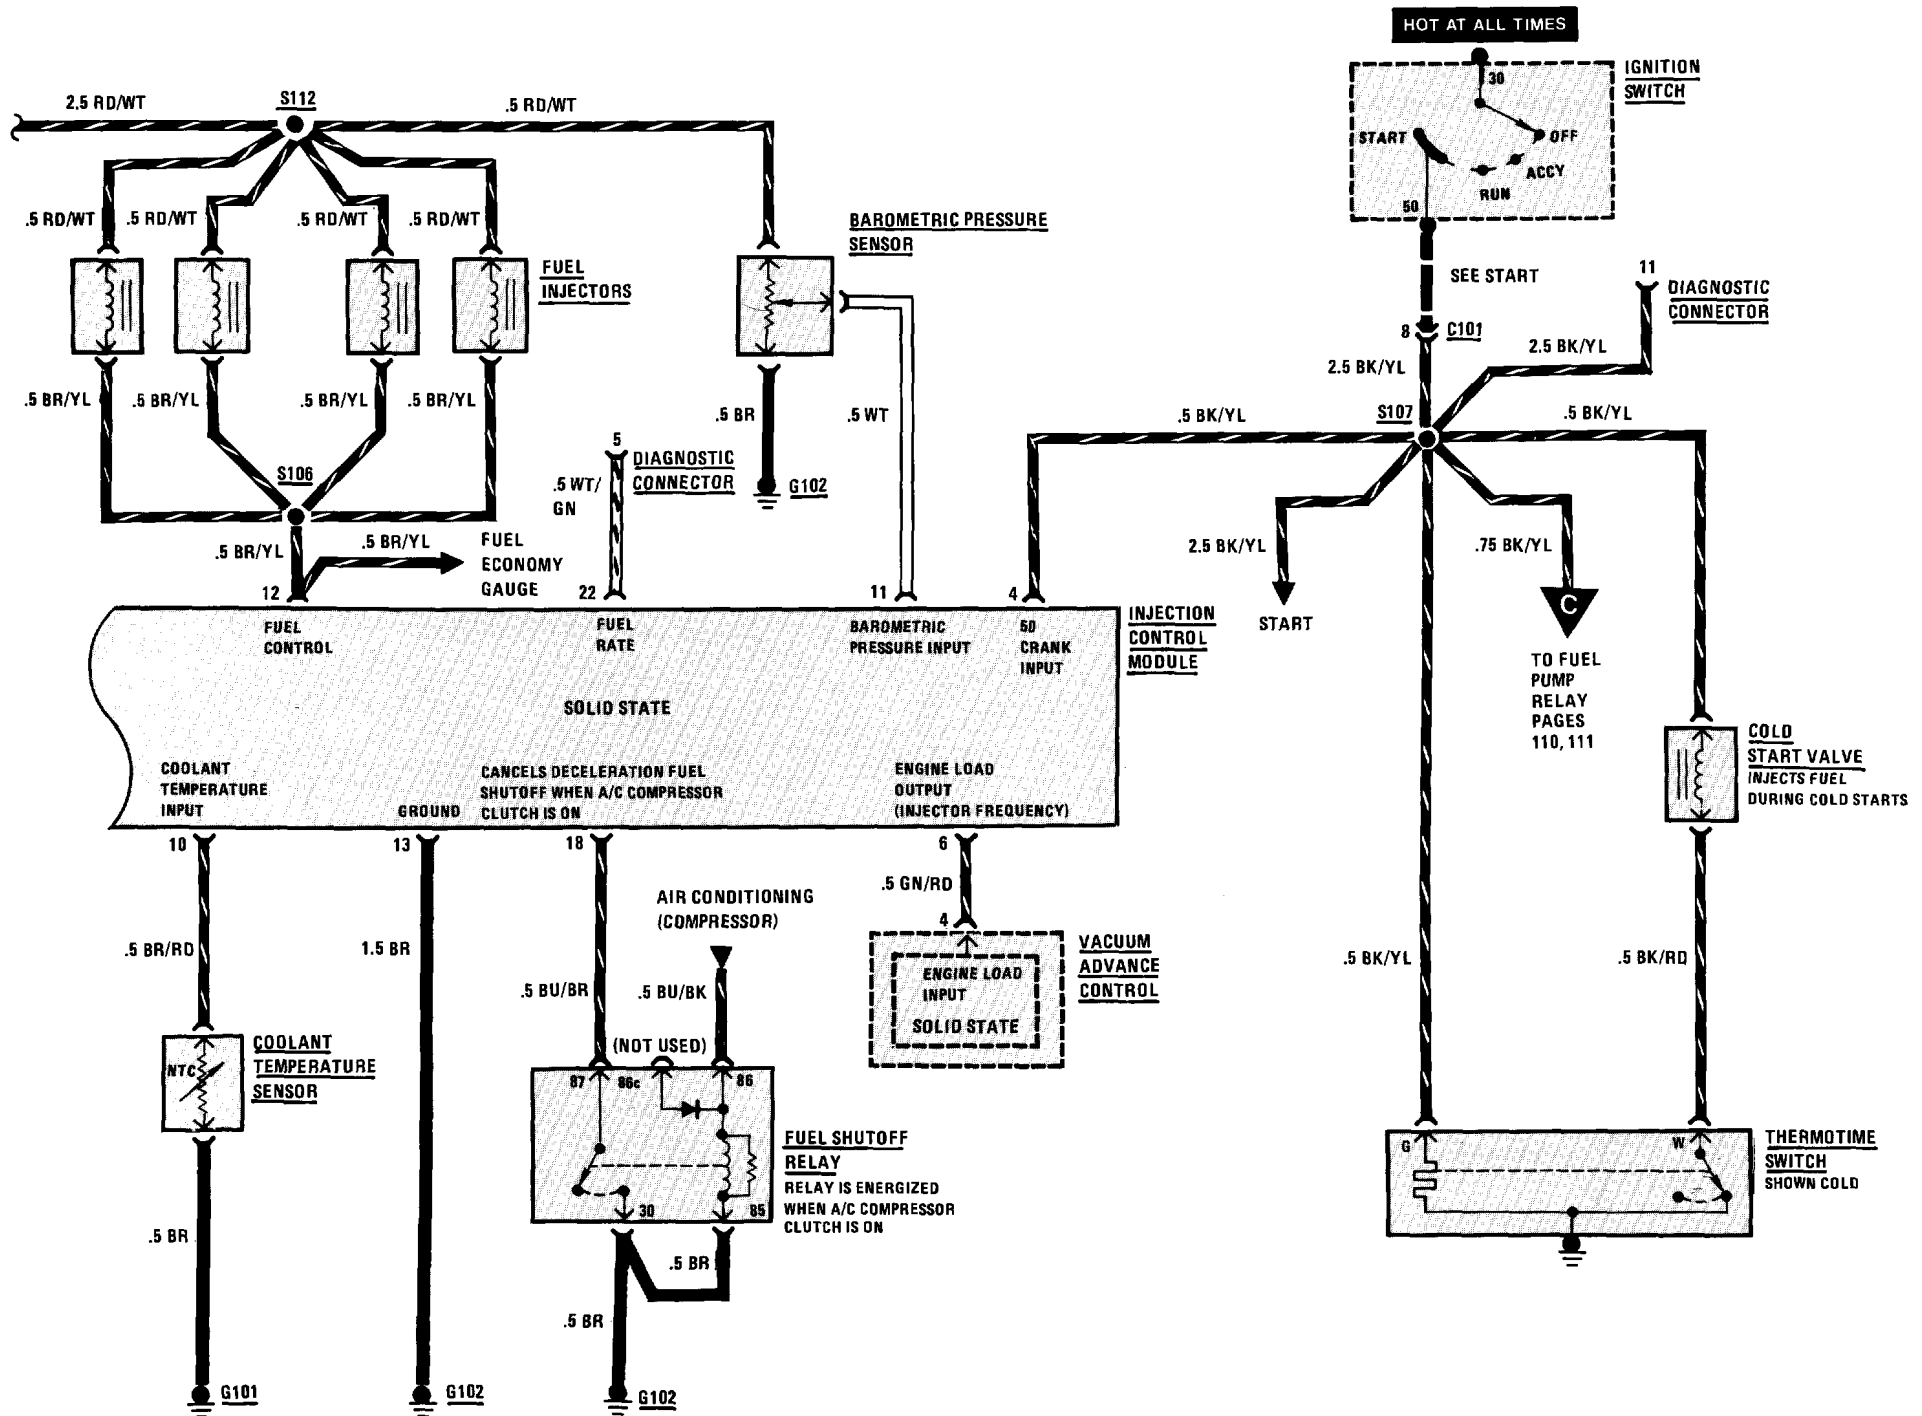 HOT AT ALL TIMES
30
IGNITION
SWITCH
START
OFF
ACCY
RUN
50
SEE START
8
C101
2.5 BK/YL
11
DIAGNOSTIC
CONNECTOR
2.5 BK/YL
S107
.5 BK/YL
.5 BK/YL
2.5 BK/YL
START
.75 BK/YL
C
TO FUEL
PUMP
RELAY
PAGES
110, 111
COLD
START VALVE
INJECTS FUEL
DURING COLD STARTS
.5 BK/YL
.5 BK/RD
G
W
THERMOTIME
SWITCH
SHOWN COLD
2.5 RD/WT
S112
.5 RD/WT
.5 RD/WT
.5 RD/WT
.5 RD/WT
.5 RD/WT
FUEL
INJECTORS
BAROMETRIC PRESSURE
SENSOR
.5 BR/YL
.5 BR/YL
.5 BR/YL
.5 BR/YL
.5 BR
.5 WT
G102
S106
5
DIAGNOSTIC
CONNECTOR
.5 WT/
GN
.5 BR/YL
.5 BR/YL
FUEL
ECONOMY
GAUGE
12
22
11
4
FUEL
CONTROL
FUEL
RATE
BAROMETRIC
PRESSURE INPUT
50
CRANK
INPUT
INJECTION
CONTROL
MODULE
SOLID STATE
COOLANT
TEMPERATURE
INPUT
GROUND
CANCELS DECELERATION FUEL
SHUTOFF WHEN A/C COMPRESSOR
CLUTCH IS ON
ENGINE LOAD
OUTPUT
(INJECTOR FREQUENCY)
10
13
18
6
.5 BR/RD
1.5 BR
.5 BU/BR
AIR CONDITIONING
(COMPRESSOR)
.5 BU/BK
.5 GN/RD
4
ENGINE LOAD
INPUT
SOLID STATE
VACUUM
ADVANCE
CONTROL
NTC
COOLANT
TEMPERATURE
SENSOR
(NOT USED)
87
86c
86
30
85
FUEL SHUTOFF
RELAY
RELAY IS ENERGIZED
WHEN A/C COMPRESSOR
CLUTCH IS ON
.5 BR
.5 BR
.5 BR
G101
G102
G102